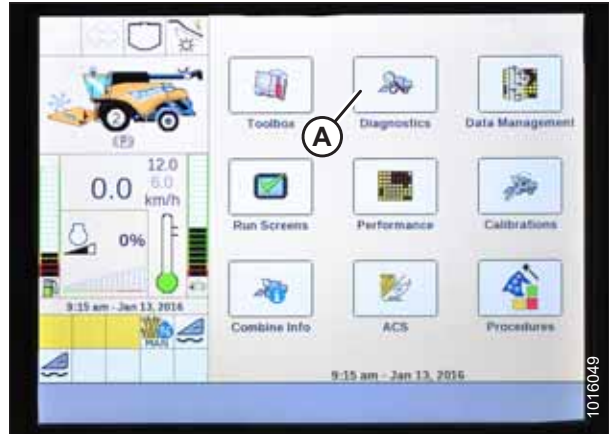 Toolbox
Diagnostics
Data Management
A
2
(P)
12.0
0.0
6.0
km/h
Run Screens
Performance
Calibrations
0%
9:15 am - Jan 13, 2016
MAN
Combine Info
ACS
Procedures
9:15 am - Jan 13, 2016
1016049